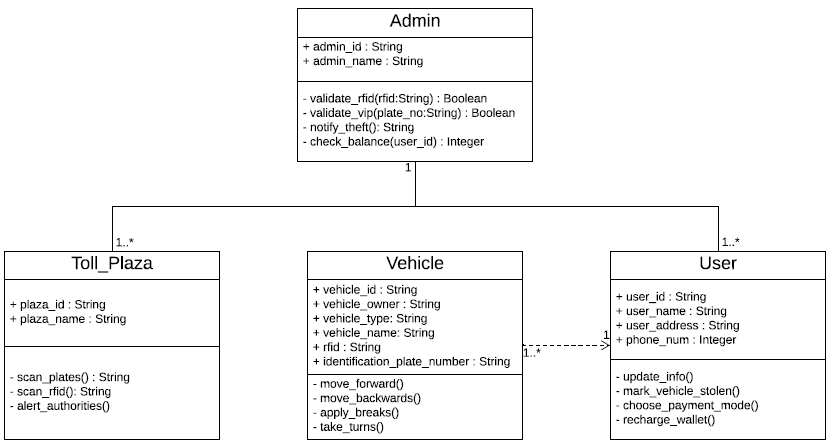 Admin
+ admin_id : String
+ admin_name : String
- validate_rfid(rfid:String) : Boolean
- validate_vip(plate_no:String) : Boolean
- notify_theft(): String
- check_balance(user_id) : Integer
1
1..*
1..*
Toll_Plaza
+ plaza_id : String
+ plaza_name : String
- scan_plates() : String
- scan_rfid(): String
- alert_authorities()
Vehicle
+ vehicle_id : String
+ vehicle_owner : String
+ vehicle_type: String
+ vehicle_name: String
+ rfid : String
+ identification_plate_number : String
- move_forward()
- move_backwards()
- apply_breaks()
- take_turns()
1..*
1
User
+ user_id : String
+ user_name : String
+ user_address : String
+ phone_num : Integer
- update_info()
- mark_vehicle_stolen()
- choose_payment_mode()
- recharge_wallet()